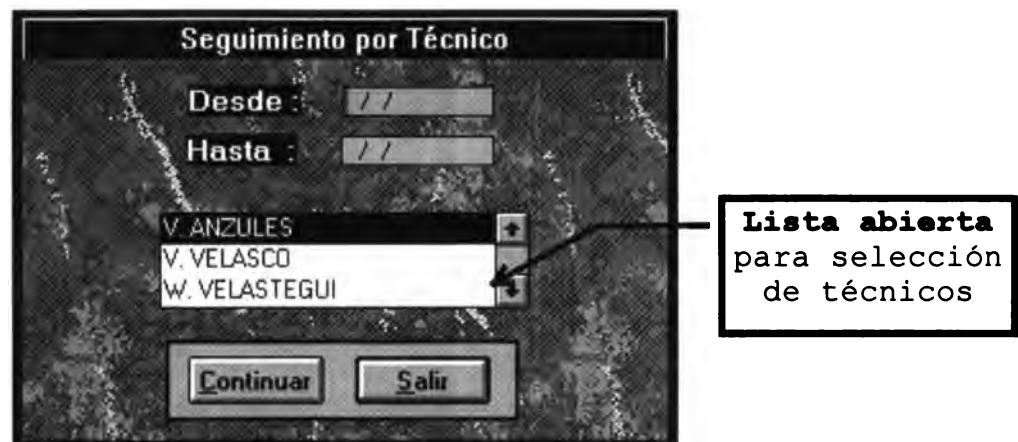 Seguimiento por Técnico
Desde : / /
Hasta : / /
V. ANZULES
V. VELASCO
W. VELASTEGUI
Continuar Salir
Lista abierta
para selección
de técnicos